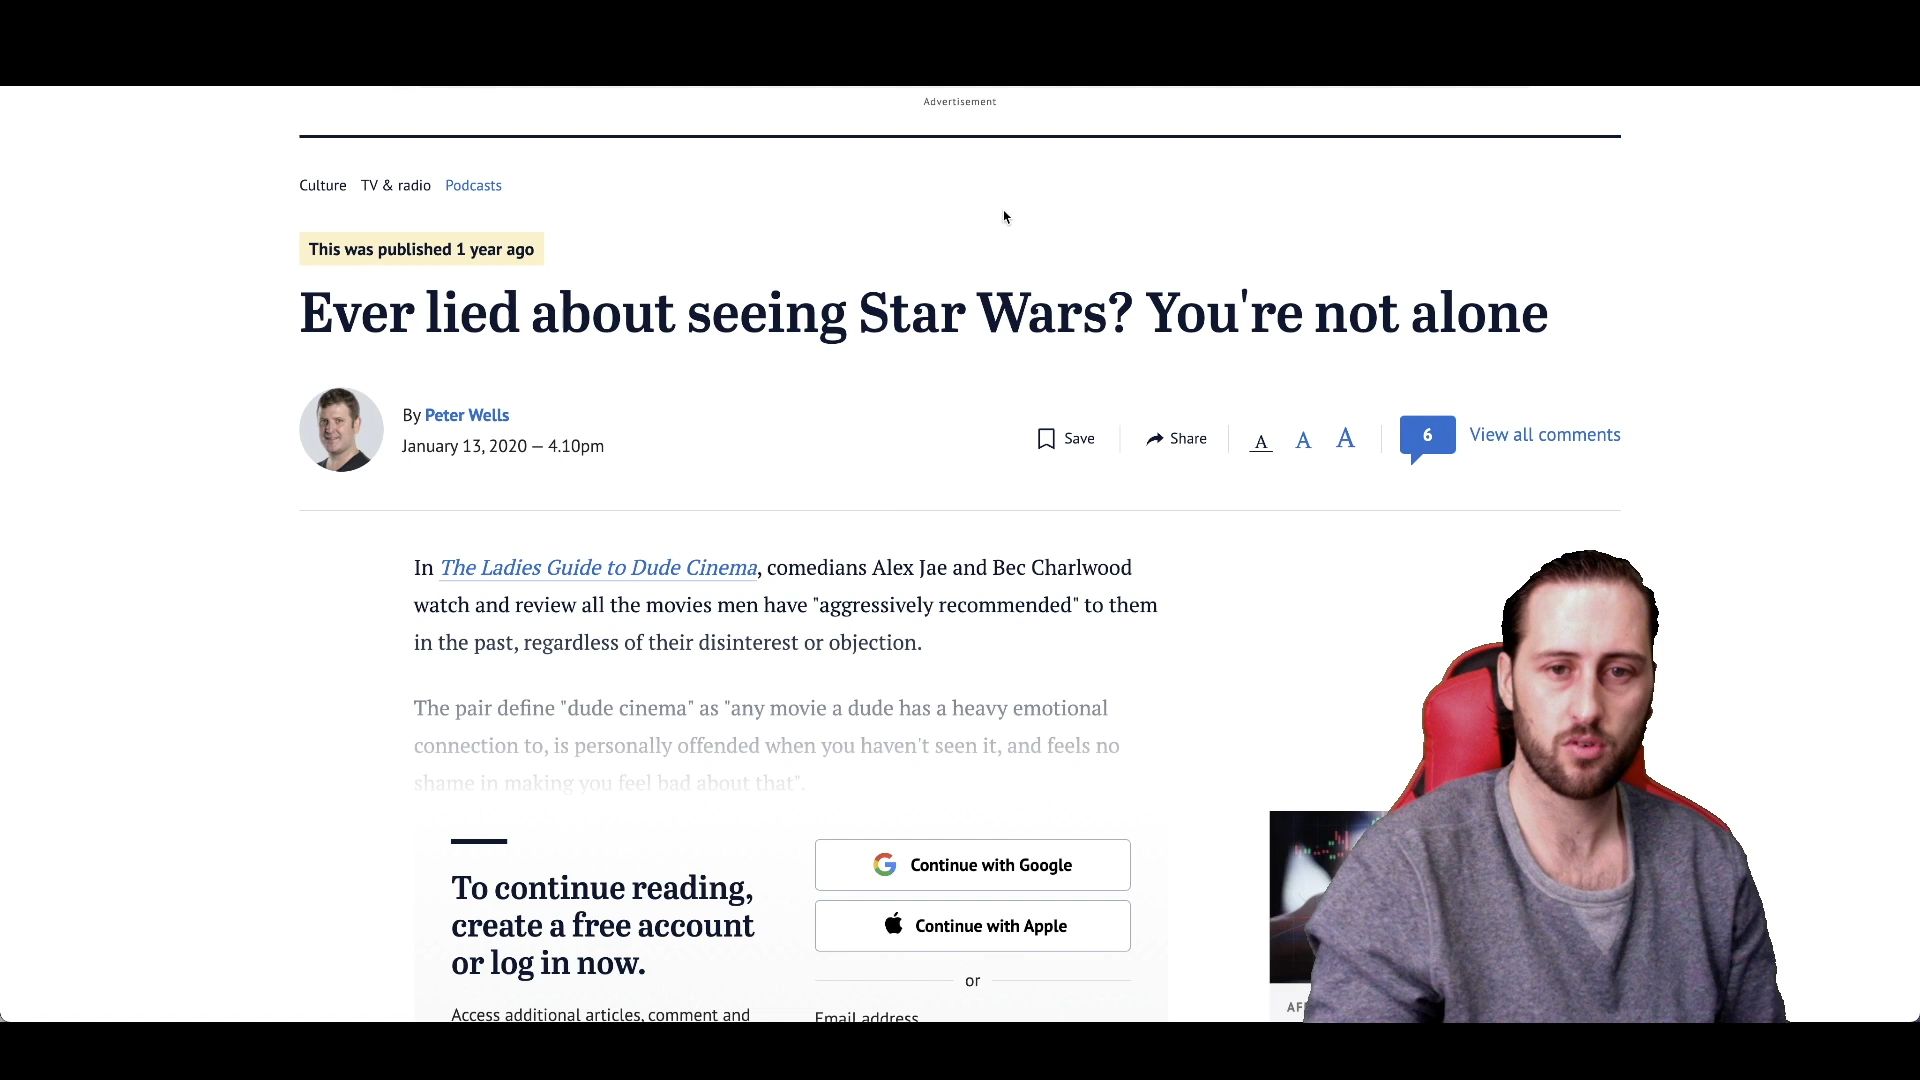 Advertisement
Culture TV & radio Podcasts
This was published 1 year ago
Ever lied about seeing Star Wars? You're not alone
By Peter Wells
January 13, 2020 — 4.10pm
Save Share A A A 6 View all comments
In The Ladies Guide to Dude Cinema, comedians Alex Jae and Bec Charlwood
watch and review all the movies men have "aggressively recommended" to them
in the past, regardless of their disinterest or objection.
The pair define "dude cinema" as "any movie a dude has a heavy emotional
connection to, is personally offended when you haven't seen it, and feels no
shame in making you feel bad about that".
To continue reading,
create a free account
or log in now.
Access additional articles, comment and
Continue with Google
Continue with Apple
or
Email address